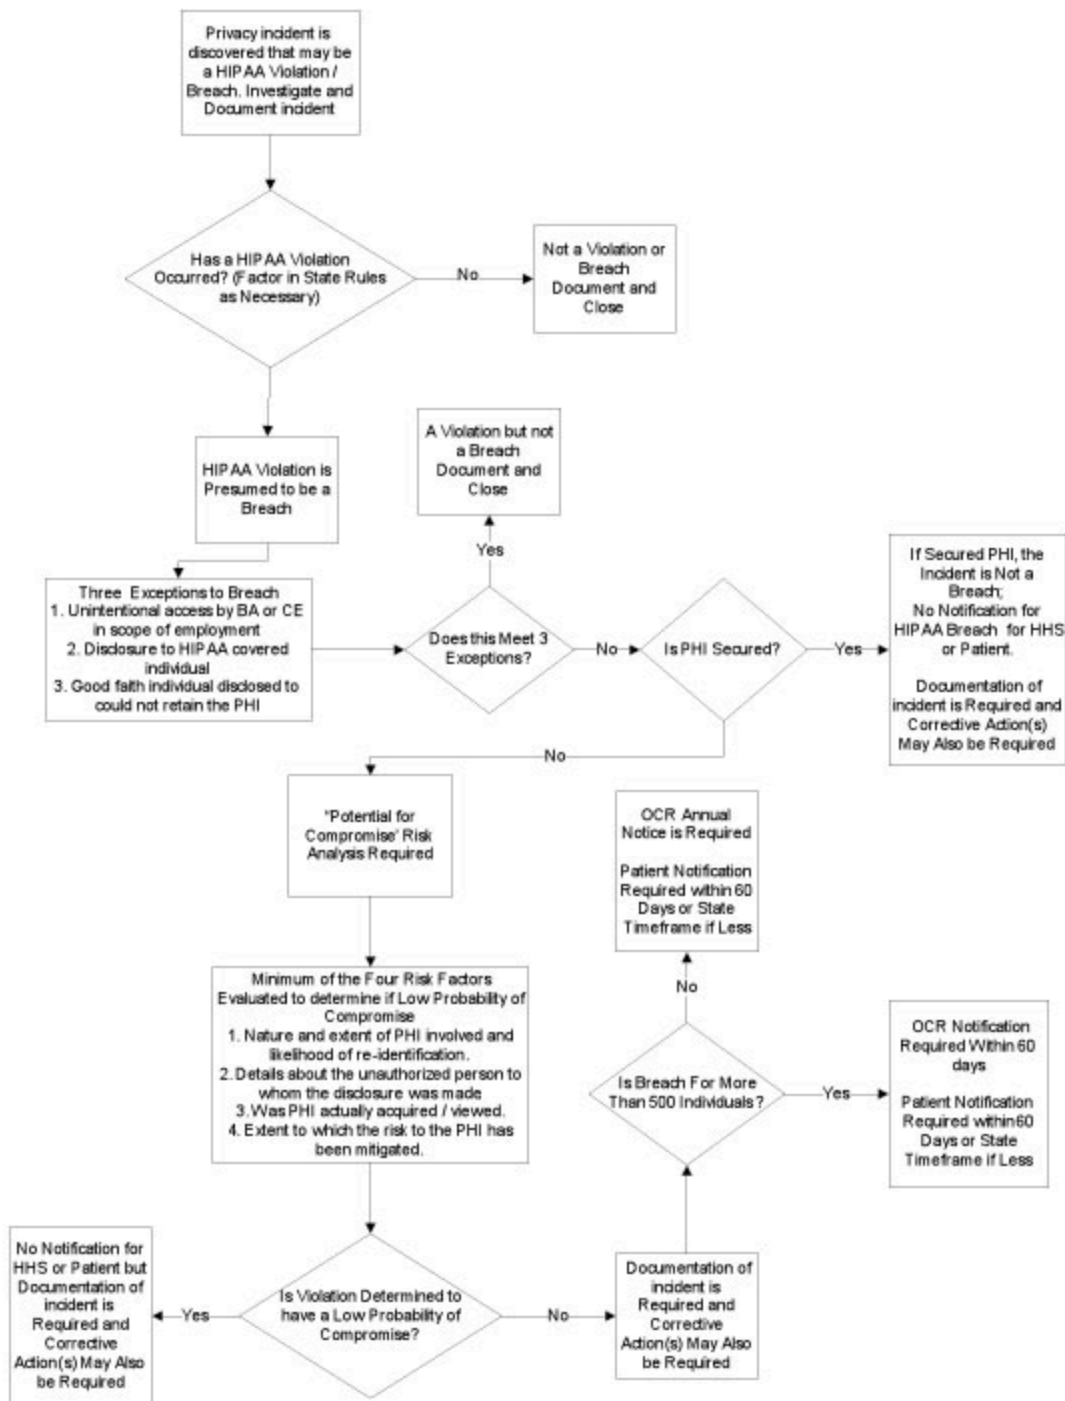 Privacy incident is
discovered that may be
a HIPAA Violation /
Breach. Investigate and
Document incident
Has a HIPAA Violation
Occurred? (Factor in State Rules
as Necessary)
No
Not a Violation or
Breach
Document and
Close
HIPAA Violation is
Presumed to be a
Breach
A Violation but not
a Breach
Document and
Close
Yes
Three Exceptions to Breach
1. Unintentional access by BA or CE
in scope of employment
2. Disclosure to HIPAA covered
individual
3. Good faith individual disclosed to
could not retain the PHI
Does this Meet 3
Exceptions?
No
Is PHI Secured?
Yes
If Secured PHI, the
Incident is Not a
Breach;
No Notification for
HIPAA Breach for HHS
or Patient.
Documentation of
incident is Required and
Corrective Action(s)
May Also be Required
No
"Potential for
Compromise' Risk
Analysis Required
Minimum of the Four Risk Factors
Evaluated to determine if Low Probability of
Compromise
1. Nature and extent of PHI involved and
likelihood of re-identification.
2. Details about the unauthorized person to
whom the disclosure was made
3. Was PHI actually acquired / viewed.
4. Extent to which the risk to the PHI has
been mitigated.
OCR Annual
Notice is Required
Patient Notification
Required within 60
Days or State
Timeframe if Less
No
Is Breach For More
Than 500 Individuals?
Yes
OCR Notification
Required Within 60
days
Patient Notification
Required within 60
Days or State
Timeframe if Less
No Notification for
HHS or Patient but
Documentation of
incident is
Required and
Corrective
Action(s) May Also
be Required
Yes
Is Violation Determined to
have a Low Probability of
Compromise?
No
Documentation of
incident is
Required and
Corrective
Action(s) May Also
be Required